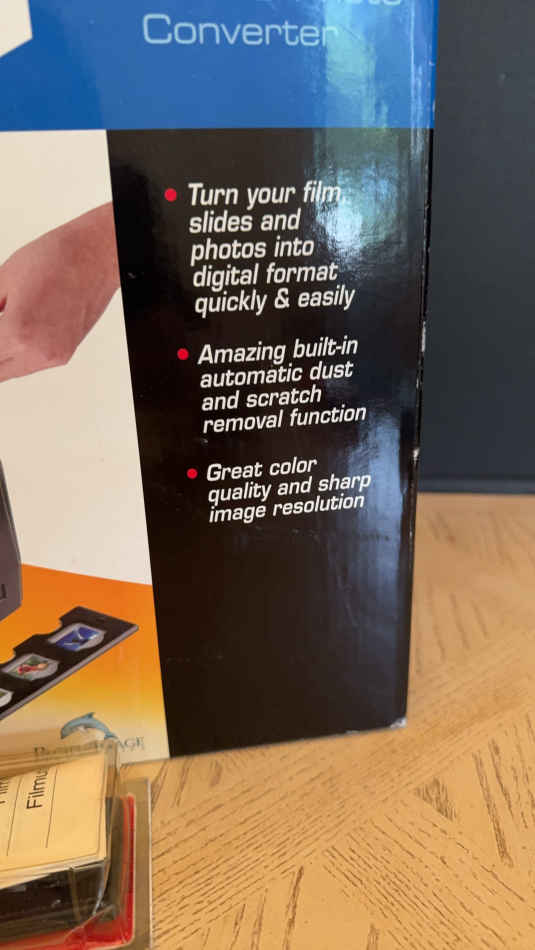 Converter
Turn your film,
slides and
photos into
digital format
quickly & easily
Amazing built-in
automatic dust
and scratch
removal function
Great color
quality and sharp
image resolution